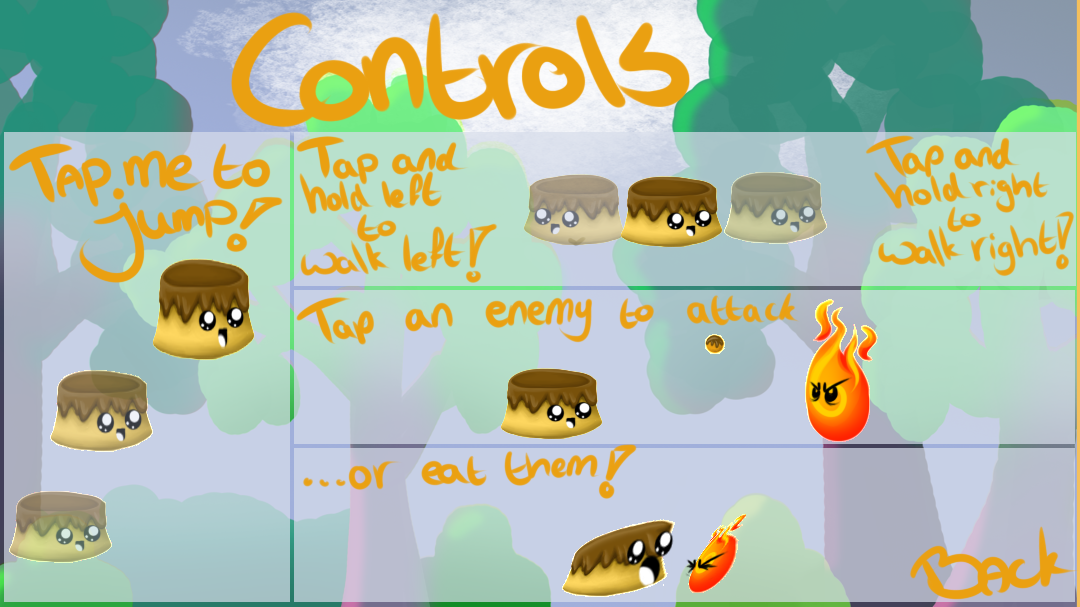 Controls
Tap me to
jump!
Tap and
hold left
to
walk left!
Tap and
hold right
to
walk right!
Tap an enemy to attack
...or eat them!
Back